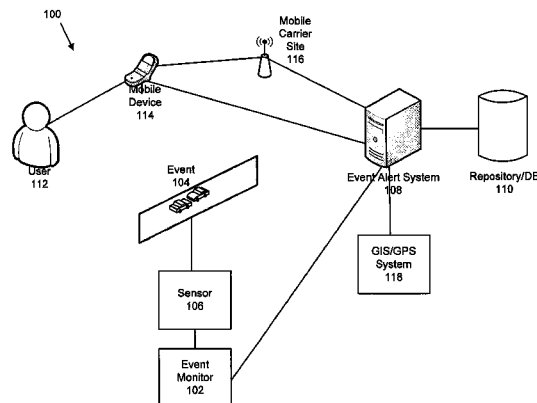 100
Mobile
Carrier
Site
116
Mobile
Device
114
User
112
Event
104
Event Alert System
108
Repository/DB
110
GIS/GPS
System
118
Sensor
106
Event
Monitor
102